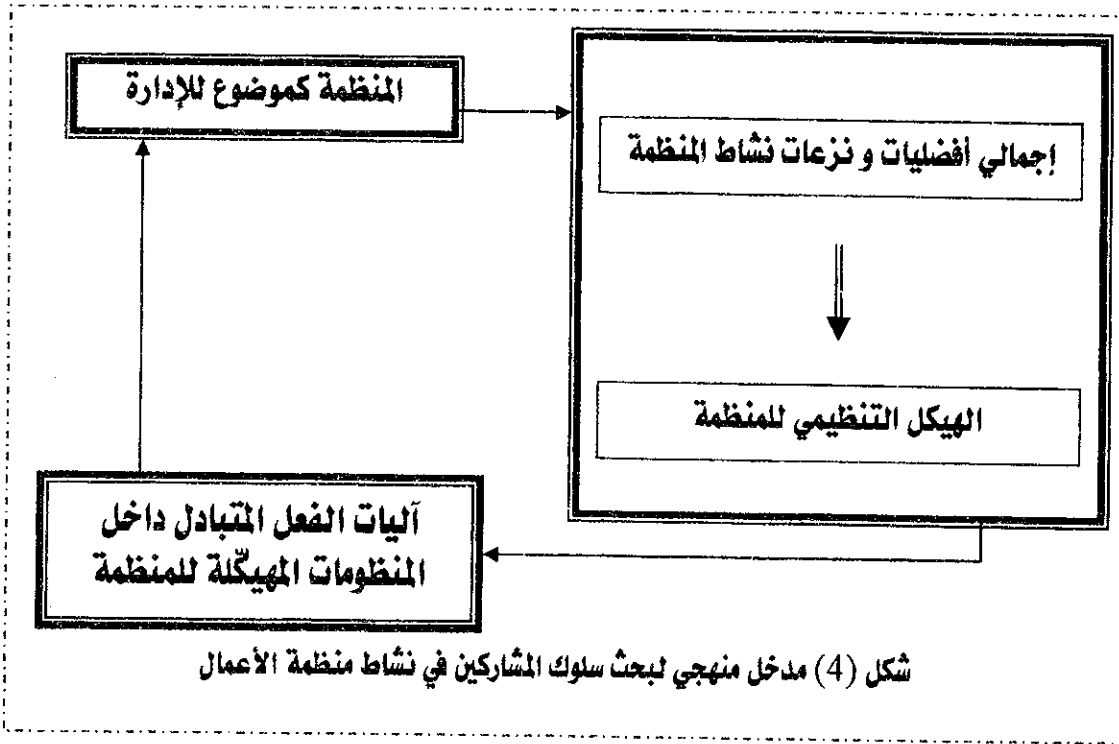 المنظمة كموضوع للإدارة
إجمالي أفضليات و نزعات نشاط المنظمة
الهيكل التنظيمي للمنظمة
آليات الفعل المتبادل داخل
المنظومات المهيكّلة للمنظمة
شكل (4) مدخل منهجي لبحث سلوك المشاركين في نشاط منظمة الأعمال